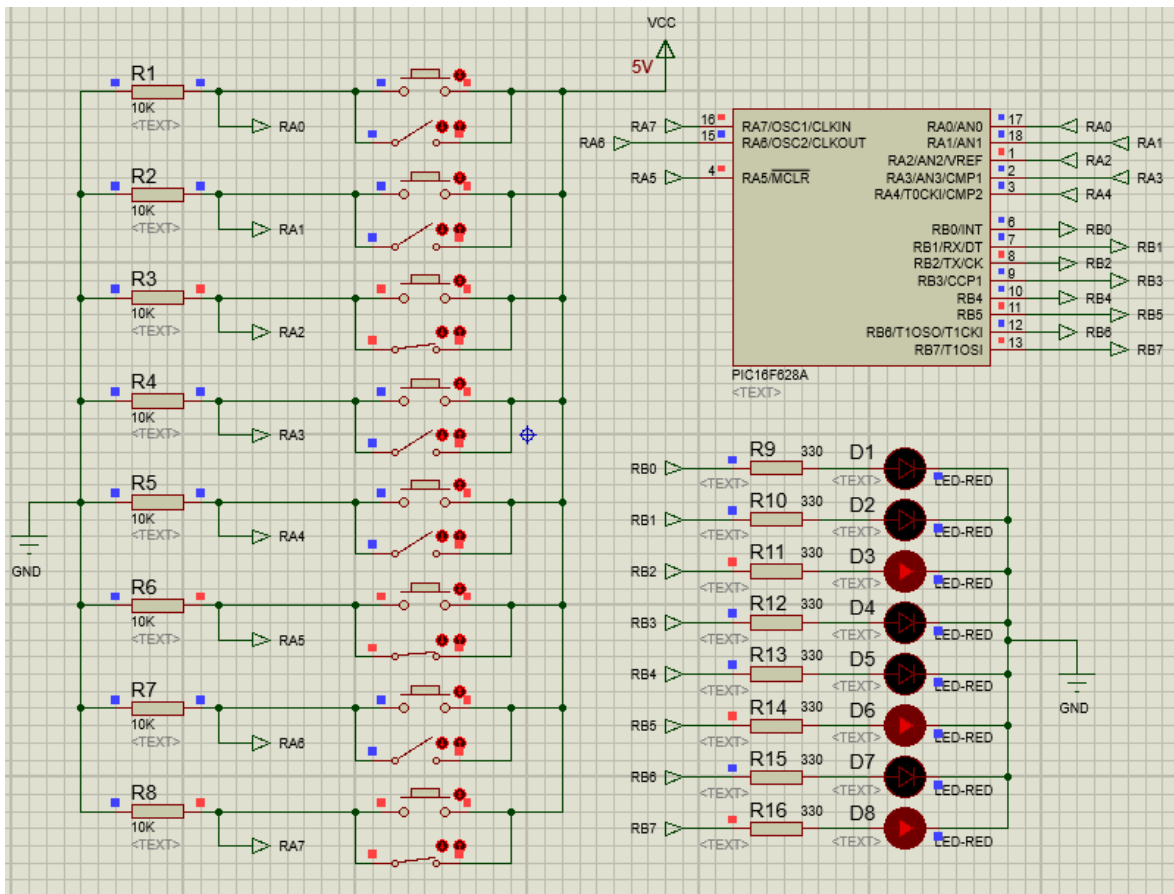 VCC
5V
R1
10K
<TEXT>
RA0
R2
10K
<TEXT>
RA1
R3
10K
<TEXT>
RA2
R4
10K
<TEXT>
RA3
R5
10K
<TEXT>
RA4
GND
R6
10K
<TEXT>
RA5
R7
10K
<TEXT>
RA6
R8
10K
<TEXT>
RA7
RA7 16 RA7/OSC1/CLKIN RA0/AN0 17 RA0
RA6 15 RA6/OSC2/CLKOUT RA1/AN1 18 RA1
RA2/AN2/VREF 1 RA2
RA5 4 RA5/MCLR RA3/AN3/CMP1 2 RA3
RA4/T0CKI/CMP2 3 RA4
RB0/INT 6 RB0
RB1/RX/DT 7 RB1
RB2/TX/CK 8 RB2
RB3/CCP1 9 RB3
RB4 10 RB4
RB5 11 RB5
RB6/T1OSO/T1CKI 12 RB6
RB7/T1OSI 13 RB7
PIC16F628A
<TEXT>
R9 330 D1
RB0 <TEXT> <TEXT> LED-RED
R10 330 D2
RB1 <TEXT> <TEXT> LED-RED
R11 330 D3
RB2 <TEXT> <TEXT> LED-RED
R12 330 D4
RB3 <TEXT> <TEXT> LED-RED
R13 330 D5
RB4 <TEXT> <TEXT> LED-RED
GND
R14 330 D6
RB5 <TEXT> <TEXT> LED-RED
R15 330 D7
RB6 <TEXT> <TEXT> LED-RED
R16 330 D8
RB7 <TEXT> <TEXT> LED-RED